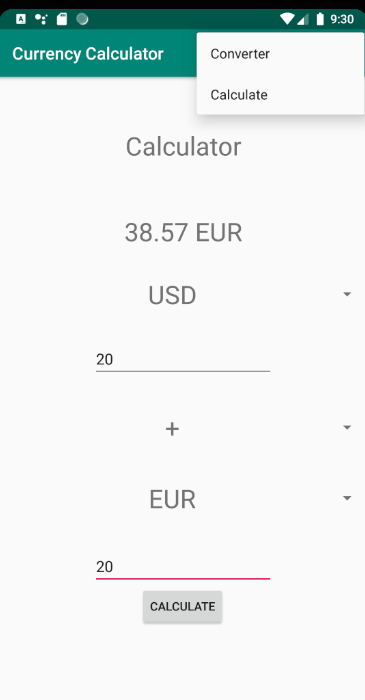 9:30
Currency Calculator
Converter
Calculate
Calculator
38.57 EUR
USD
20
+
EUR
20
CALCULATE